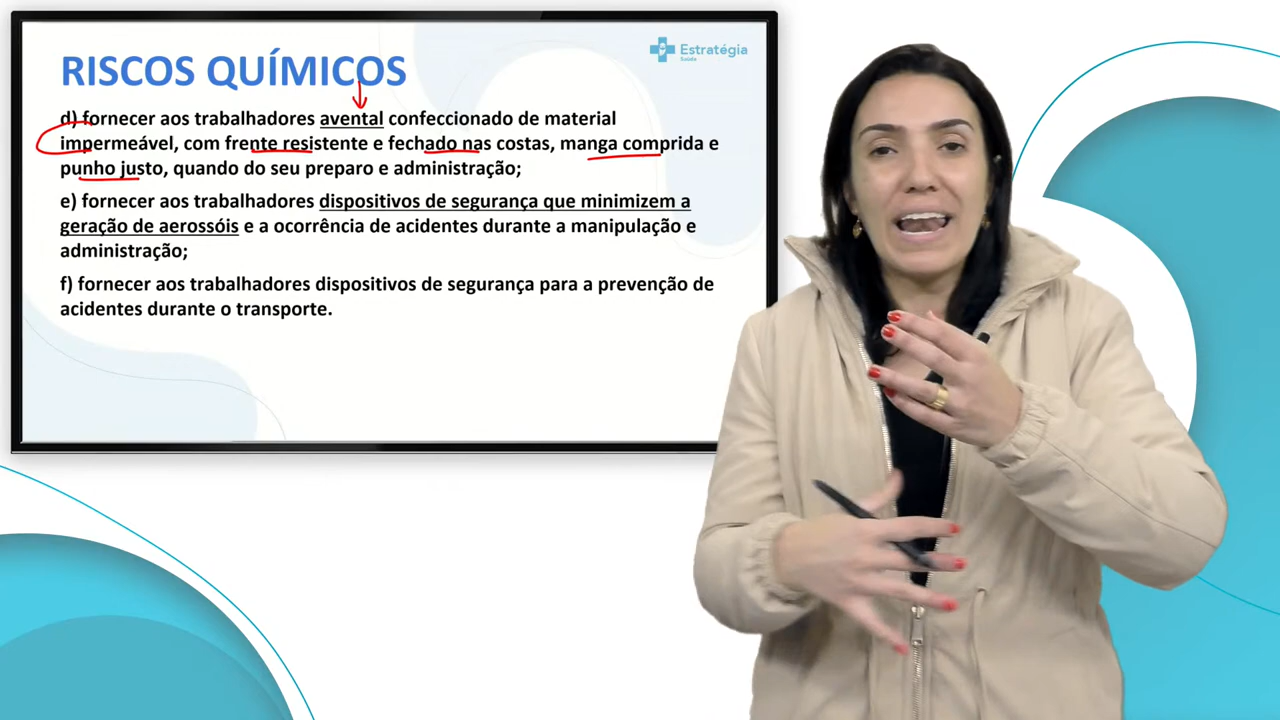 RISCOS QUÍMICOS
Estratégia
Saúde
d) fornecer aos trabalhadores avental confeccionado de material
impermeável, com frente resistente e fechado nas costas, manga comprida e
punho justo, quando do seu preparo e administração;
e) fornecer aos trabalhadores dispositivos de segurança que minimizem a
geração de aerossóis e a ocorrência de acidentes durante a manipulação e
administração;
f) fornecer aos trabalhadores dispositivos de segurança para a prevenção de
acidentes durante o transporte.